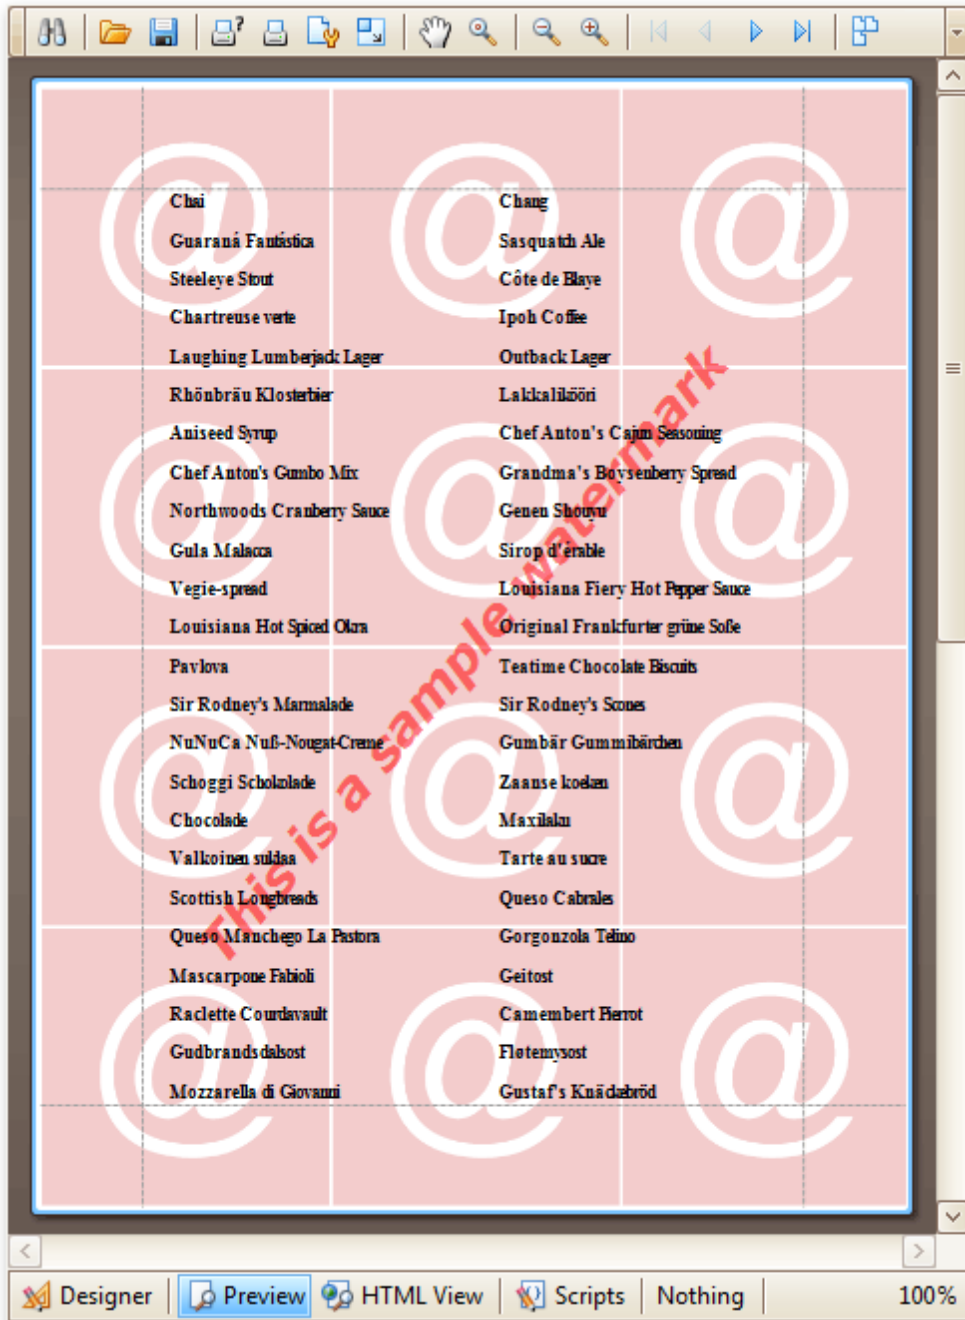 Chai Chang
Guaraná Fantástica Sasquatch Ale
Steeleye Stout Côte de Blaye
Chartreuse verte Ipoh Coffee
Laughing Lumberjack Lager Outback Lager
Rhönbräu Klosterbier Lakkalikööri
Aniseed Syrup Chef Anton's Cajun Seasoning
Chef Anton's Gumbo Mix Grandma's Boysenberry Spread
Northwoods Cranberry Sauce Genen Shouyu
Gula Malacca Sirop d'érable
Vegie-spread Louisiana Fiery Hot Pepper Sauce
Louisiana Hot Spiced Okra Original Frankfurter grüne Soße
Pavlova Teatime Chocolate Biscuits
Sir Rodney's Marmalade Sir Rodney's Scones
NuNuCa Nuß-Nougat-Creme Gumbär Gummibärchen
Schoggi Schokolade Zaanse koeken
Chocolade Maxilaku
Valkoinen suklaa Tarte au sucre
Scottish Longbreads Queso Cabrales
Queso Manchego La Pastora Gorgonzola Telino
Mascarpone Fabioli Geitost
Raclette Courdavault Camembert Pierrot
Gudbrandsdalsost Fløtemysost
Mozzarella di Giovanni Gustaf's Knäckebröd
This is a sample watermark
@ @ @
@ @ @
@ @ @
@ @ @
Designer Preview HTML View Scripts Nothing 100%